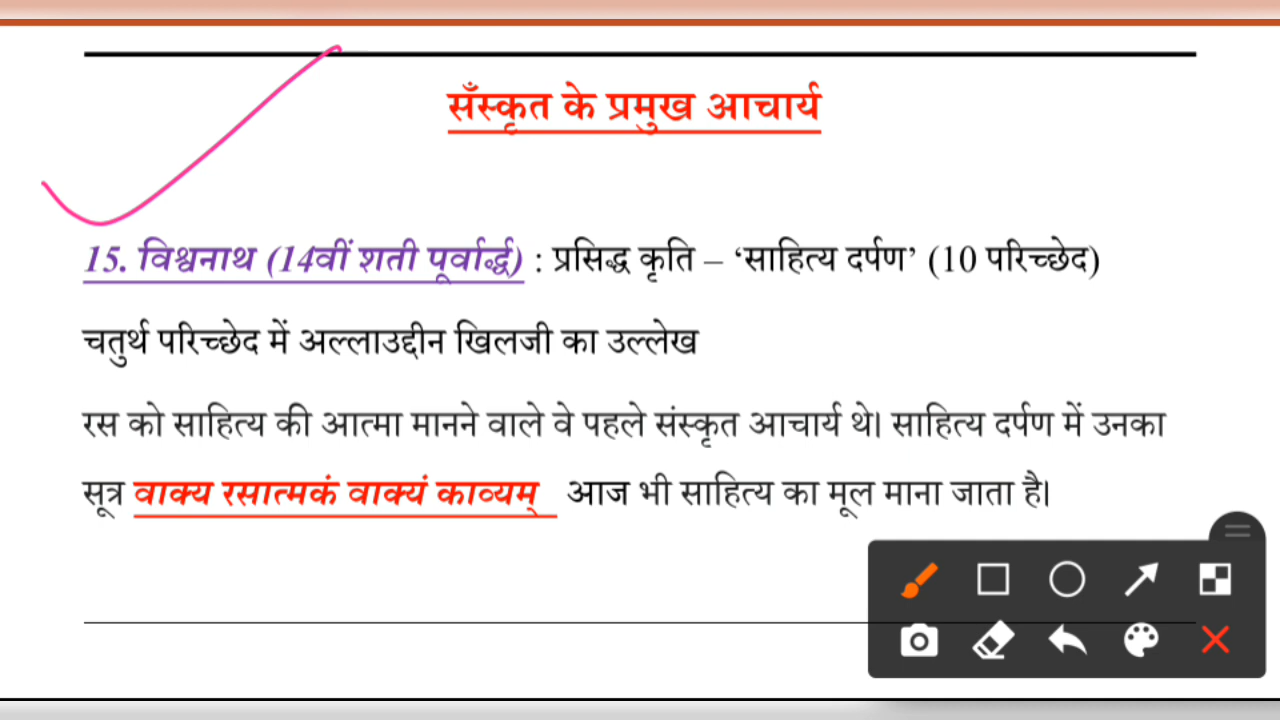 सँस्कृत के प्रमुख आचार्य
15. विश्वनाथ (14वीं शती पूर्वार्द्ध) : प्रसिद्ध कृति – ‘साहित्य दर्पण’ (10 परिच्छेद)
चतुर्थ परिच्छेद में अल्लाउद्दीन खिलजी का उल्लेख
रस को साहित्य की आत्मा मानने वाले वे पहले संस्कृत आचार्य थे। साहित्य दर्पण में उनका
सूत्र वाक्य रसात्मकं वाक्यं काव्यम् आज भी साहित्य का मूल माना जाता है।